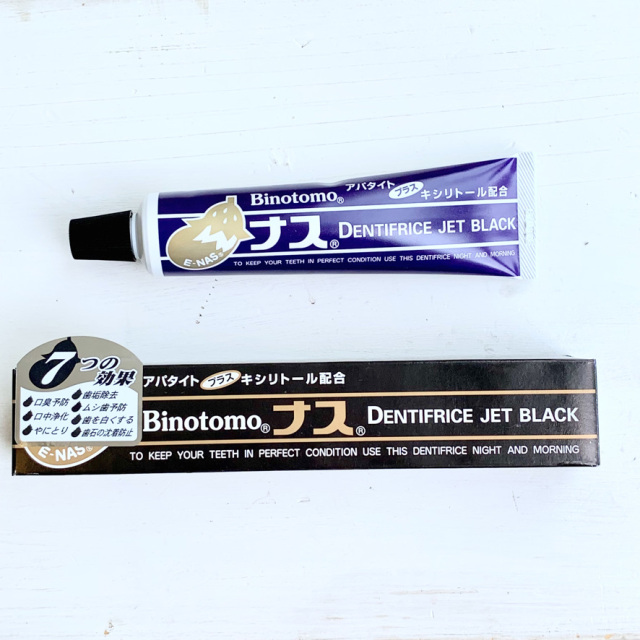 アパタイト プラス キシリトール配合
Binotomo® ナス® DENTIFRICE JET BLACK
E-NAS
TO KEEP YOUR TEETH IN PERFECT CONDITION USE THIS DENTIFRICE NIGHT AND MORNING
7つの効果
口臭予防
口中浄化
やにとり
歯垢除去
ムシ歯予防
歯を白くする
歯石の沈着防止
アパタイト プラス キシリトール配合
Binotomo® ナス® DENTIFRICE JET BLACK
E-NAS
TO KEEP YOUR TEETH IN PERFECT CONDITION USE THIS DENTIFRICE NIGHT AND MORNING